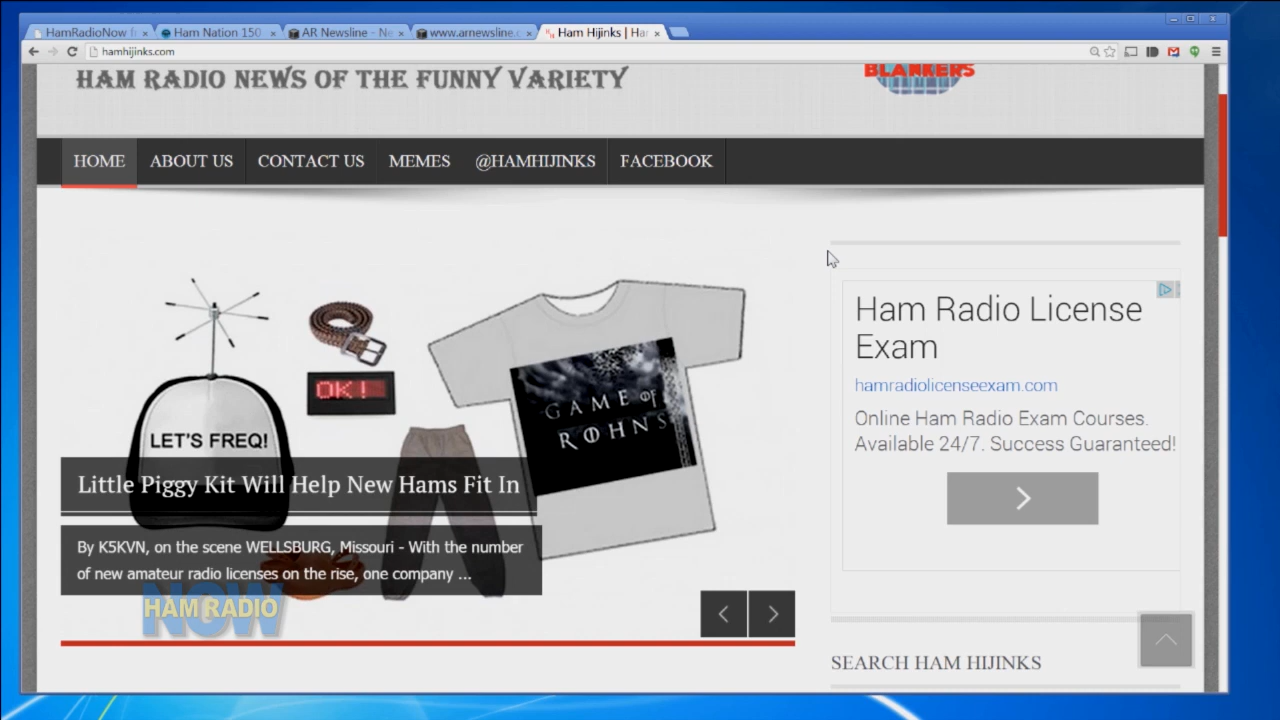 HamRadioNow f
Ham Nation 150
AR Newsline - Ne
www.arnewsline.o
Ham Hijinks | Har
hamhijinks.com
HAM RADIO NEWS OF THE FUNNY VARIETY
BLANKERS
HOME
ABOUT US
CONTACT US
MEMES
@HAMHIJINKS
FACEBOOK
LET'S FREQ!
OK!
GAME OF
ROHNS
Little Piggy Kit Will Help New Hams Fit In
By K5KVN, on the scene WELLSBURG, Missouri - With the number
of new amateur radio licenses on the rise, one company ...
NOW
HAM RADIO
Ham Radio License
Exam
hamradiolicenseexam.com
Online Ham Radio Exam Courses.
Available 24/7. Success Guaranteed!
SEARCH HAM HIJINKS